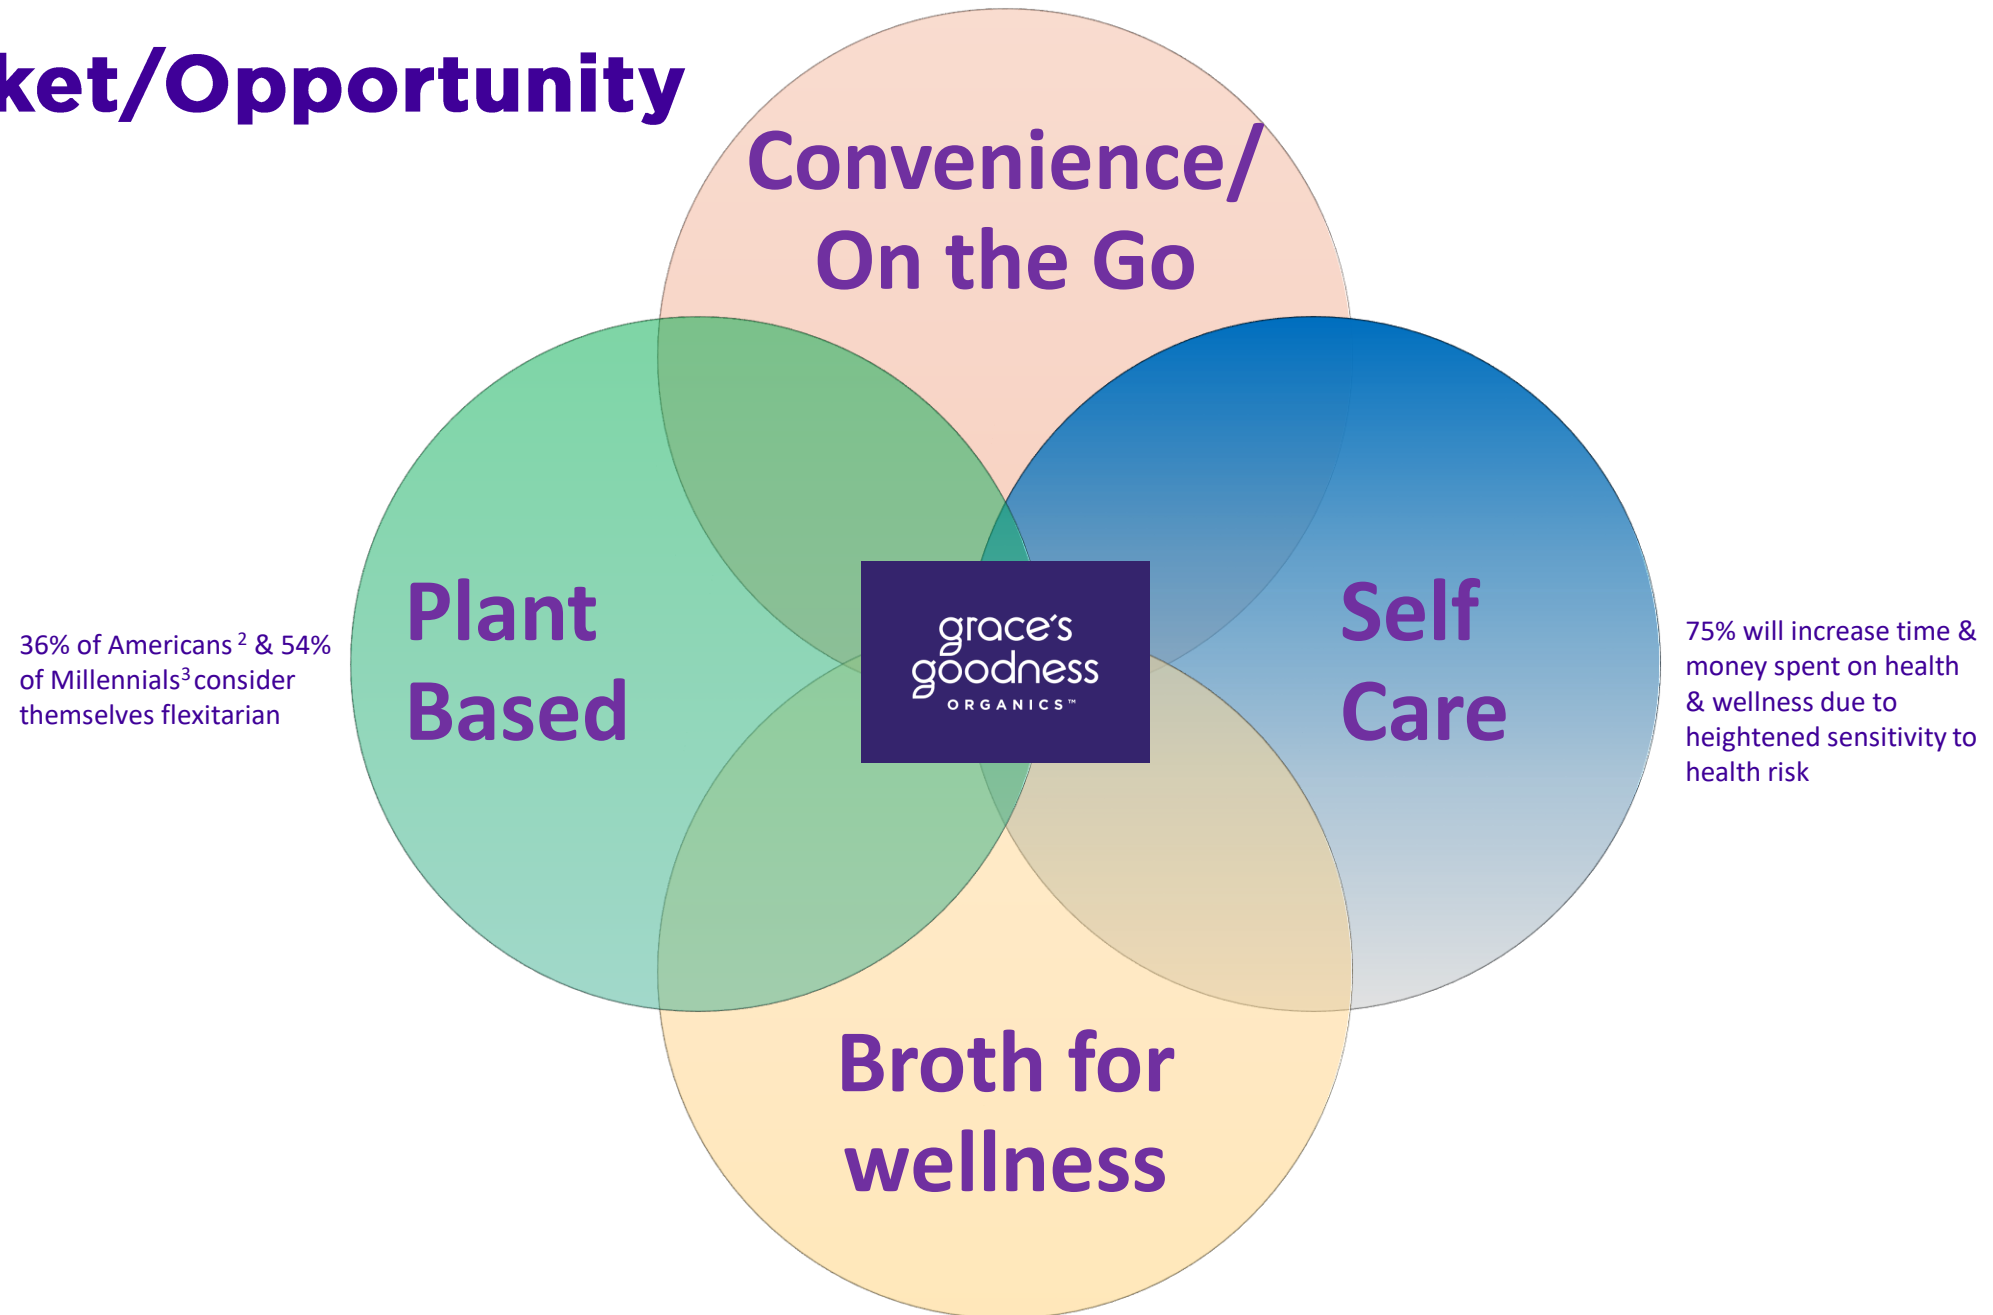 ket/Opportunity
Convenience/
On the Go
Plant
Based
36% of Americans ² & 54%
of Millennials³ consider
themselves flexitarian
grace's
goodness
ORGANICS™
Self
Care
75% will increase time &
money spent on health
& wellness due to
heightened sensitivity to
health risk
Broth for
wellness